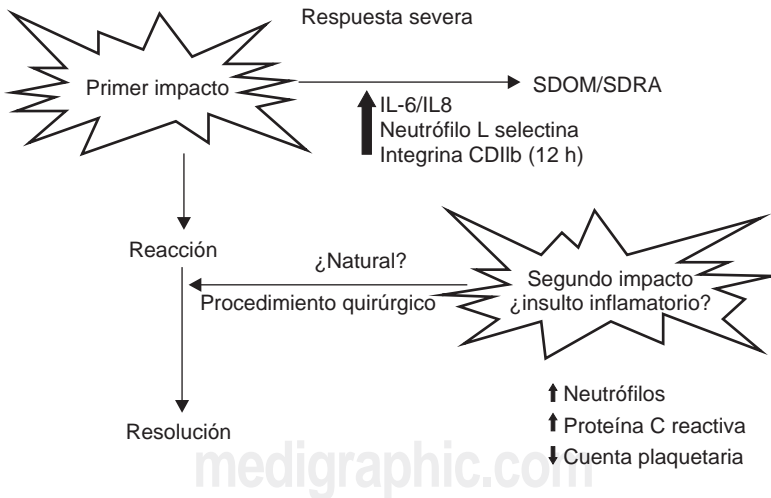 Respuesta severa
Primer impacto
SDOM/SDRA
IL-6/IL8
Neutrófilo L selectina
Integrina CDIIb (12 h)
Reacción
¿Natural?
Procedimiento quirúrgico
Segundo impacto
¿insulto inflamatorio?
Neutrófilos
Proteína C reactiva
Cuenta plaquetaria
Resolución
medigraphic.com